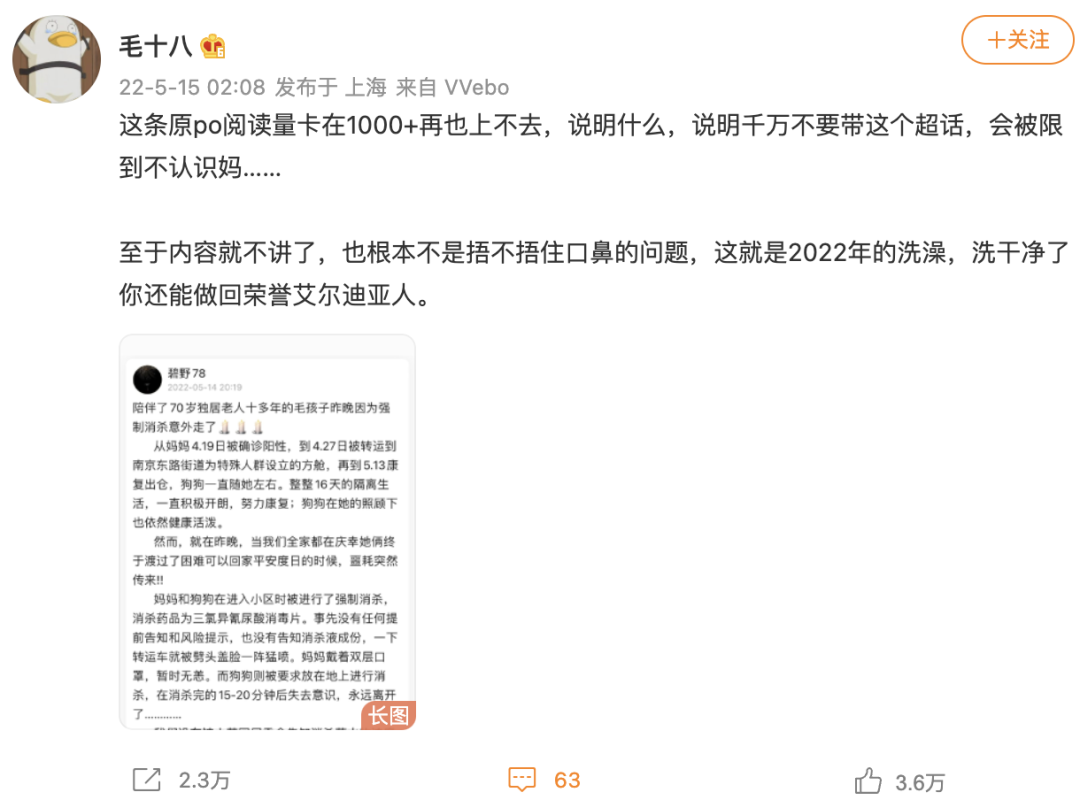 毛十八
+关注
22-5-15 02:08 发布于 上海 来自 VVebo
这条原po阅读量卡在1000+再也上不去，说明什么，说明千万不要带这个超话，会被限
到不认识妈……
至于内容就不讲了，也根本不是捂不捂住口鼻的问题，这就是2022年的洗澡，洗干净了
你还能做回荣誉艾尔迪亚人。
碧野78
2022-05-14 20:19
陪伴了70岁独居老人十多年的毛孩子昨晚因为强
制消杀意外走了🕯🕯🕯
从妈妈4.19日被确诊阳性，到4.27日被转运到
南京东路街道为特殊人群设立的方舱，再到5.13康
复出仓，狗狗一直随她左右。整整16天的隔离生
活，一直积极开朗，努力康复；狗狗在她的照顾下
也依然健康活泼。
然而，就在昨晚，当我们全家都在庆幸她俩终
于渡过了困难可以回家平安度日的时候，噩耗突然
传来!!
妈妈和狗狗在进入小区时被进行了强制消杀，
消杀药品为三氯异氰尿酸消毒片。事先没有任何提
前告知和风险提示，也没有告知消杀液成份，一下
转运车就被劈头盖脸一阵猛喷。妈妈戴着双层口
罩，暂时无恙。而狗狗则被要求放在地上进行消
杀，在消杀完的15-20分钟后失去意识，永远离开
了…………
长图
2.3万
63
3.6万